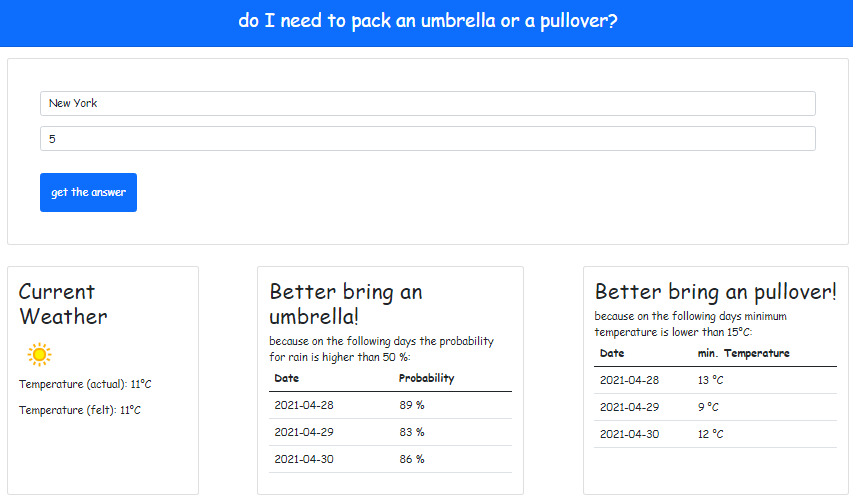 do I need to pack an umbrella or a pullover?
New York
5
get the answer
Current
Weather
Temperature (actual): 11°C
Temperature (felt): 11°C
Better bring an
umbrella!
because on the following days the probability
for rain is higher than 50 %:
Date Probability
2021-04-28 89 %
2021-04-29 83 %
2021-04-30 86 %
Better bring an pullover!
because on the following days minimum
temperature is lower than 15°C:
Date min. Temperature
2021-04-28 13 °C
2021-04-29 9 °C
2021-04-30 12 °C